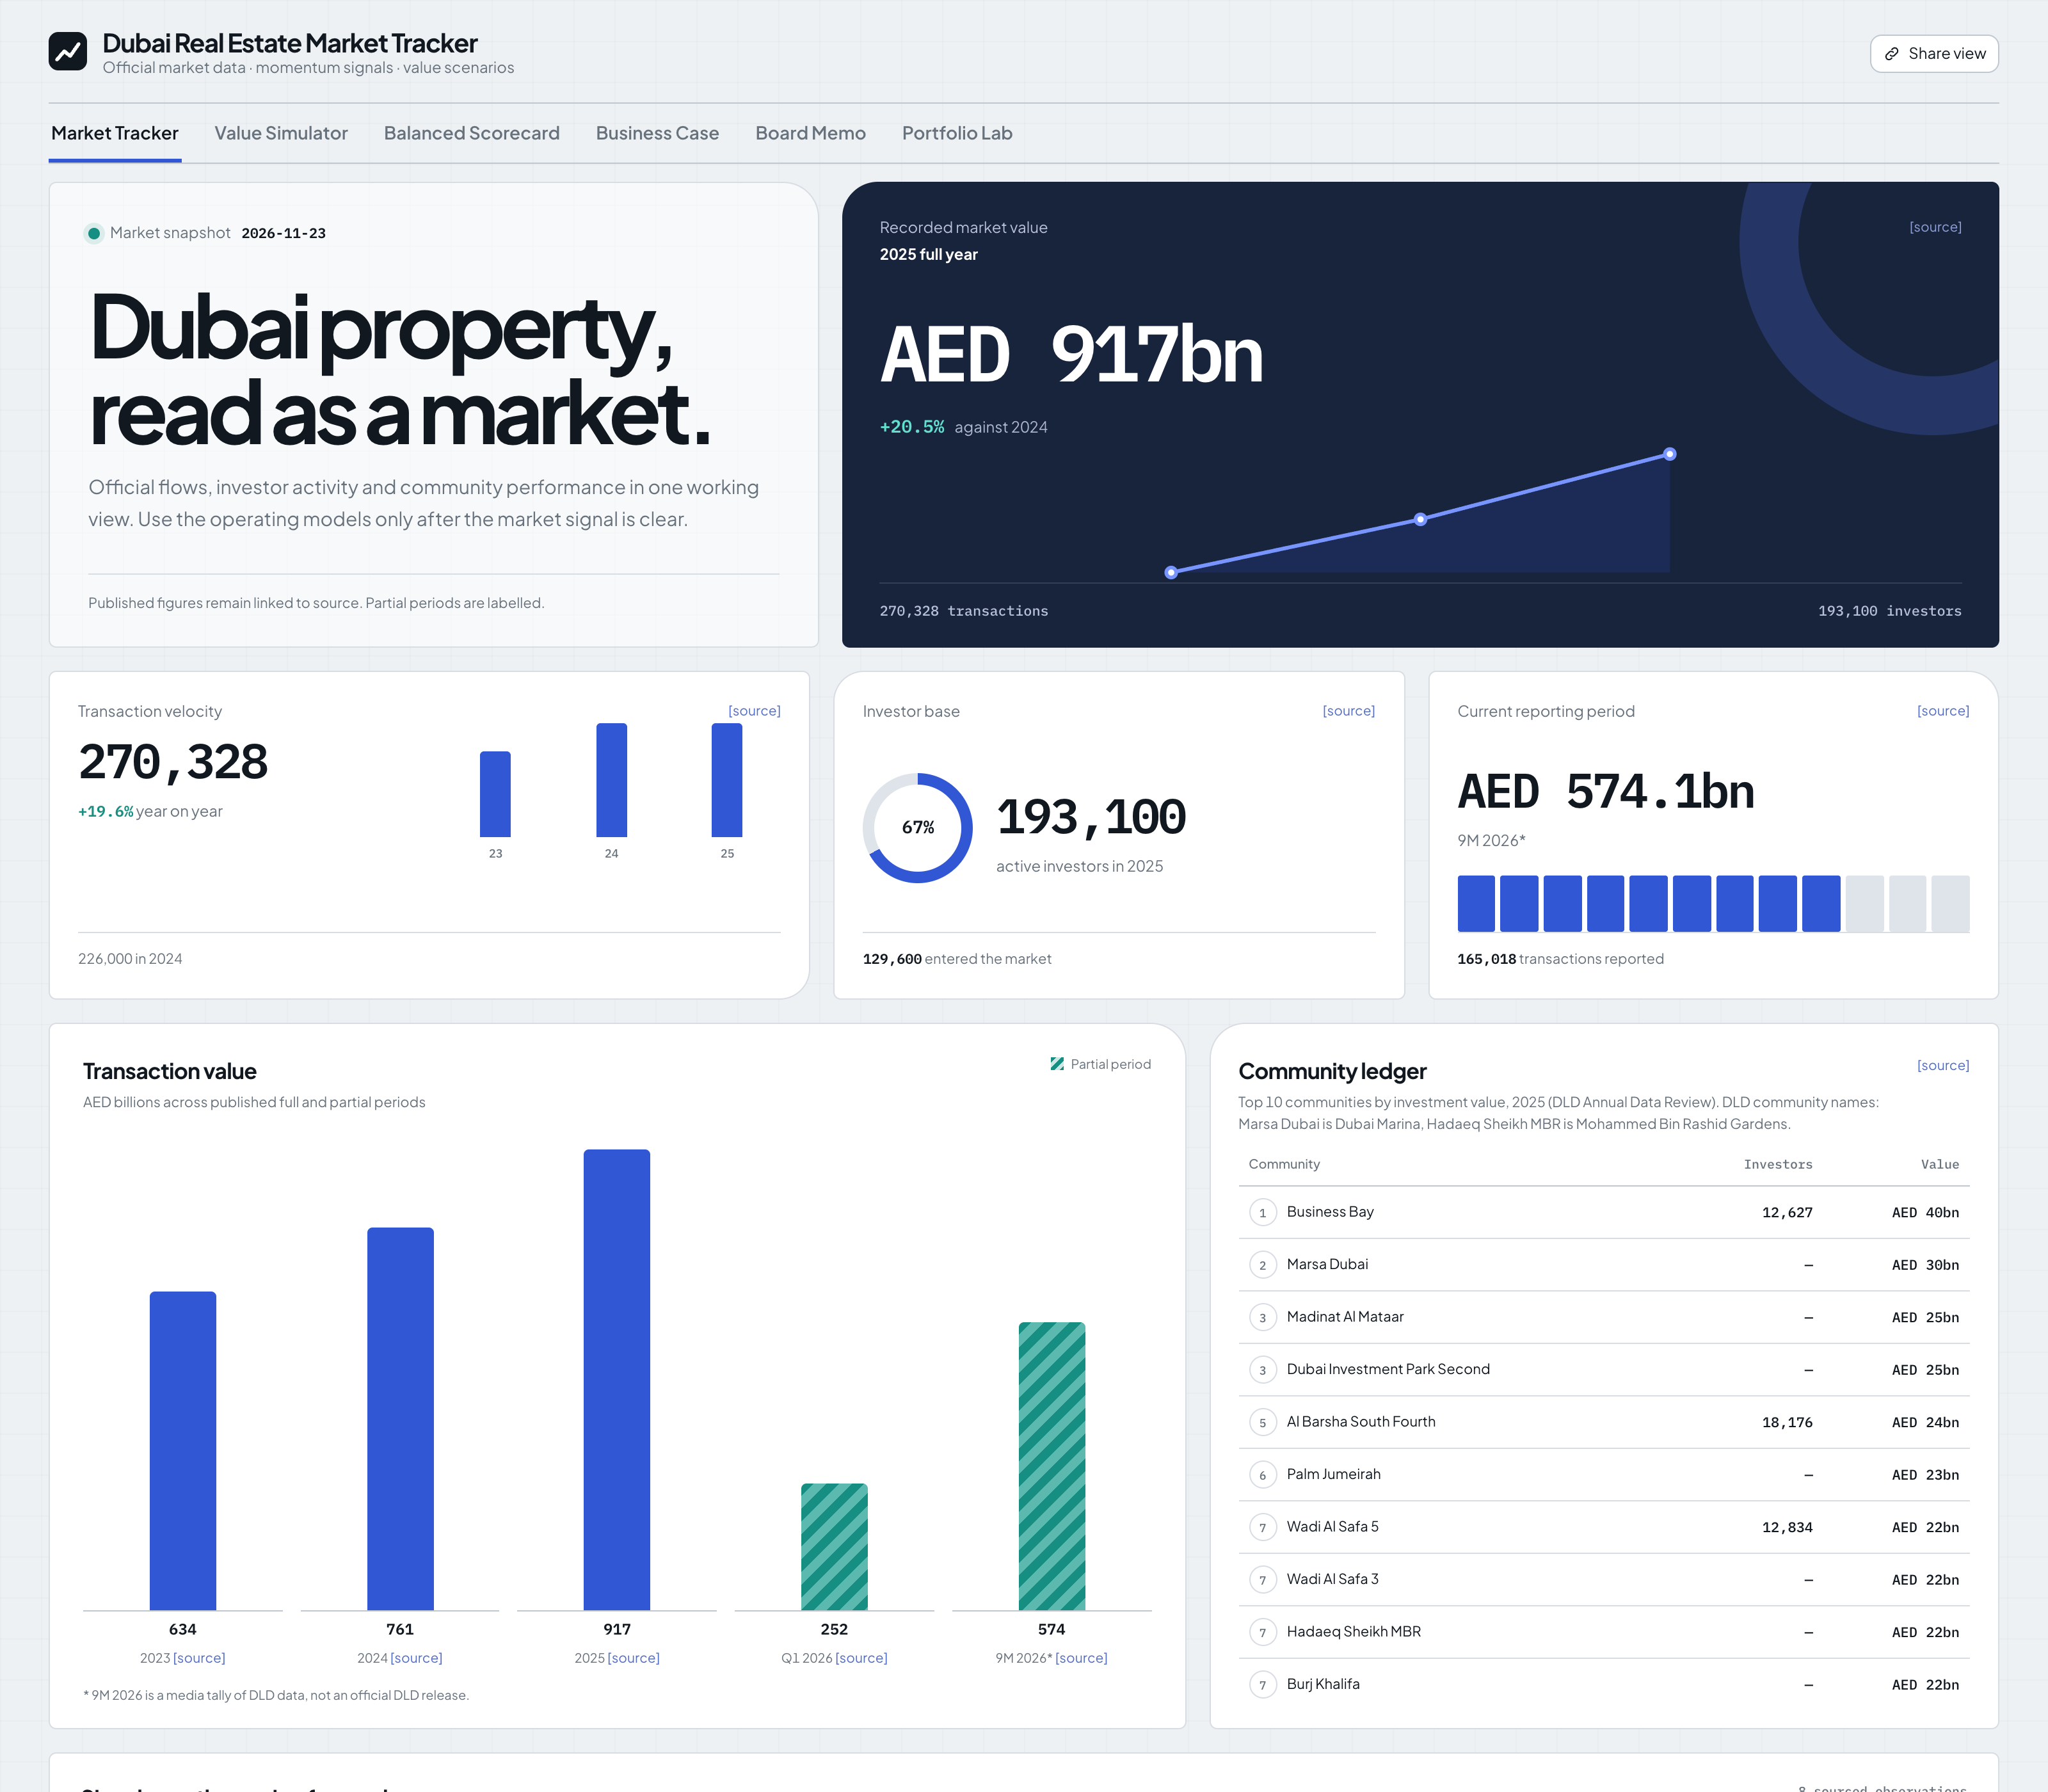 Dubai Real Estate Market Tracker
Official market data · momentum signals · value scenarios
Share view
Market Tracker
Value Simulator
Balanced Scorecard
Business Case
Board Memo
Portfolio Lab
Market snapshot 2026-11-23
Dubai property,
read as a market.
Official flows, investor activity and community performance in one working
view. Use the operating models only after the market signal is clear.
Published figures remain linked to source. Partial periods are labelled.
Recorded market value
2025 full year
[source]
AED 917bn
+20.5% against 2024
270,328 transactions
193,100 investors
Transaction velocity
[source]
270,328
+19.6% year on year
23
24
25
226,000 in 2024
Investor base
[source]
67%
193,100
active investors in 2025
129,600 entered the market
Current reporting period
[source]
AED 574.1bn
9M 2026*
165,018 transactions reported
Transaction value
Partial period
AED billions across published full and partial periods
634
761
917
252
574
2023 [source]
2024 [source]
2025 [source]
Q1 2026 [source]
9M 2026* [source]
* 9M 2026 is a media tally of DLD data, not an official DLD release.
Community ledger
[source]
Top 10 communities by investment value, 2025 (DLD Annual Data Review). DLD community names:
Marsa Dubai is Dubai Marina, Hadaeq Sheikh MBR is Mohammed Bin Rashid Gardens.
Community Investors Value
1 Business Bay 12,627 AED 40bn
2 Marsa Dubai — AED 30bn
3 Madinat Al Mataar — AED 25bn
3 Dubai Investment Park Second — AED 25bn
5 Al Barsha South Fourth 18,176 AED 24bn
6 Palm Jumeirah — AED 23bn
7 Wadi Al Safa 5 12,834 AED 22bn
7 Wadi Al Safa 3 — AED 22bn
7 Hadaeq Sheikh MBR — AED 22bn
7 Burj Khalifa — AED 22bn